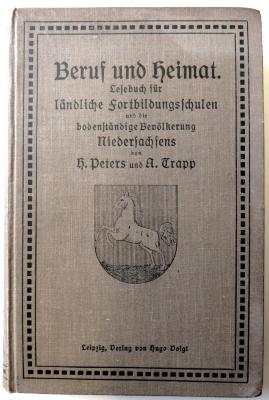 Beruf und Heimat.
Lesebuch für
ländliche Fortbildungsschulen
und die
bodenständige Bevölkerung
Niedersachsens
von
H. Peters und A. Trapp
Leipzig, Verlag von Hugo Voigt